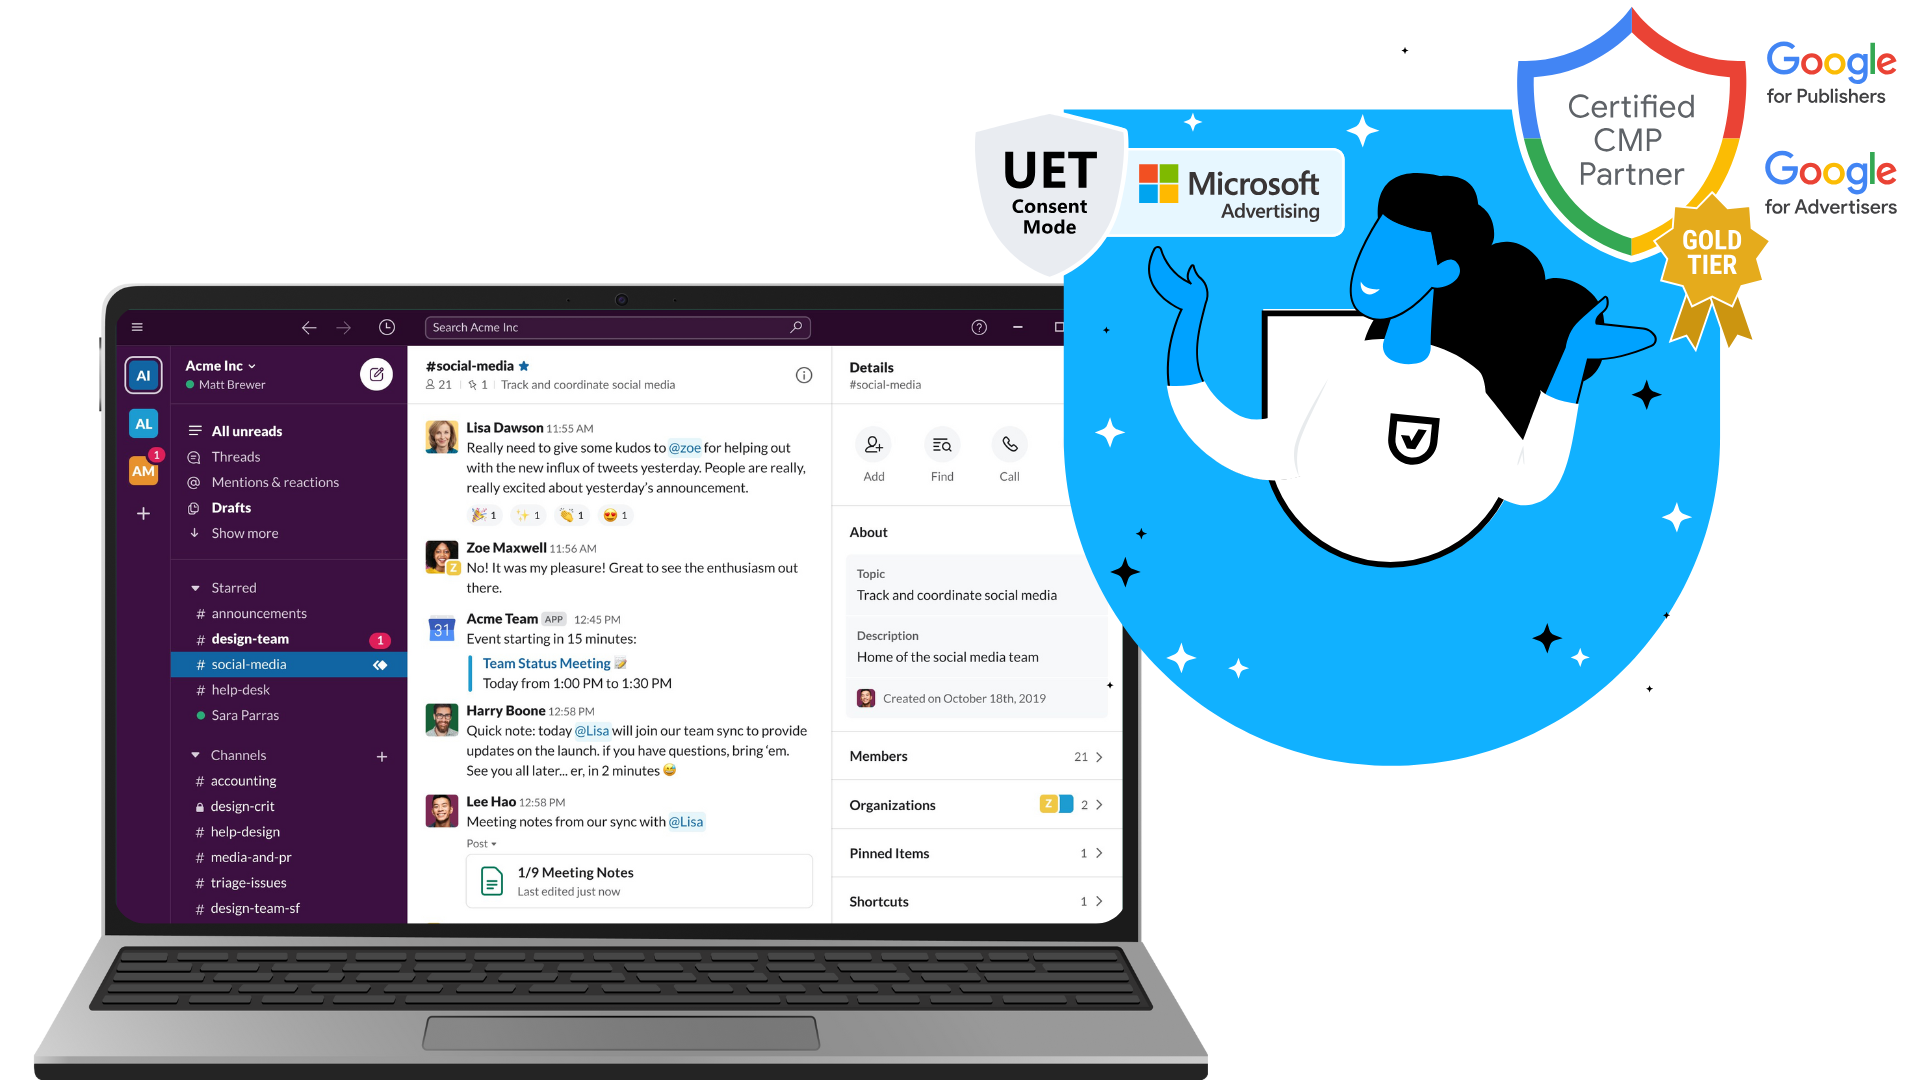 Google
for Publishers
Certified
CMP
Partner
Google
for Advertisers
GOLD
TIER
UET
Consent
Mode
Microsoft
Advertising
Search Acme Inc
AI
AL
AM
1
Acme Inc
Matt Brewer
All unreads
Threads
Mentions & reactions
Drafts
Show more
Starred
# announcements
# design-team 1
# social-media
# help-desk
Sara Parras
Channels
# accounting
design-crit
# help-design
# media-and-pr
# triage-issues
# design-team-sf
#social-media
21 | 1 | Track and coordinate social media
Lisa Dawson 11:55 AM
Really need to give some kudos to @zoe for helping out
with the new influx of tweets yesterday. People are really,
really excited about yesterday’s announcement.
1 1 1 1
Zoe Maxwell 11:56 AM
Z
No! It was my pleasure! Great to see the enthusiasm out
there.
31
Acme Team APP 12:45 PM
Event starting in 15 minutes:
Team Status Meeting
Today from 1:00 PM to 1:30 PM
Harry Boone 12:58 PM
Quick note: today @Lisa will join our team sync to provide
updates on the launch. if you have questions, bring ‘em.
See you all later... er, in 2 minutes
Lee Hao 12:58 PM
Meeting notes from our sync with @Lisa
Post
1/9 Meeting Notes
Last edited just now
Details
#social-media
Add
Find
Call
About
Topic
Track and coordinate social media
Description
Home of the social media team
Created on October 18th, 2019
Members 21
Organizations Z 2
Pinned Items 1
Shortcuts 1